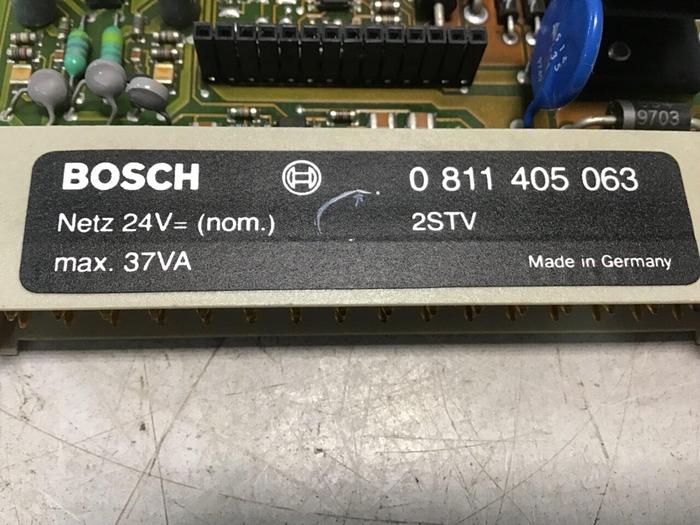 9703
BOSCH 0 811 405 063
Netz 24V= (nom.) 2STV
max. 37VA Made in Germany